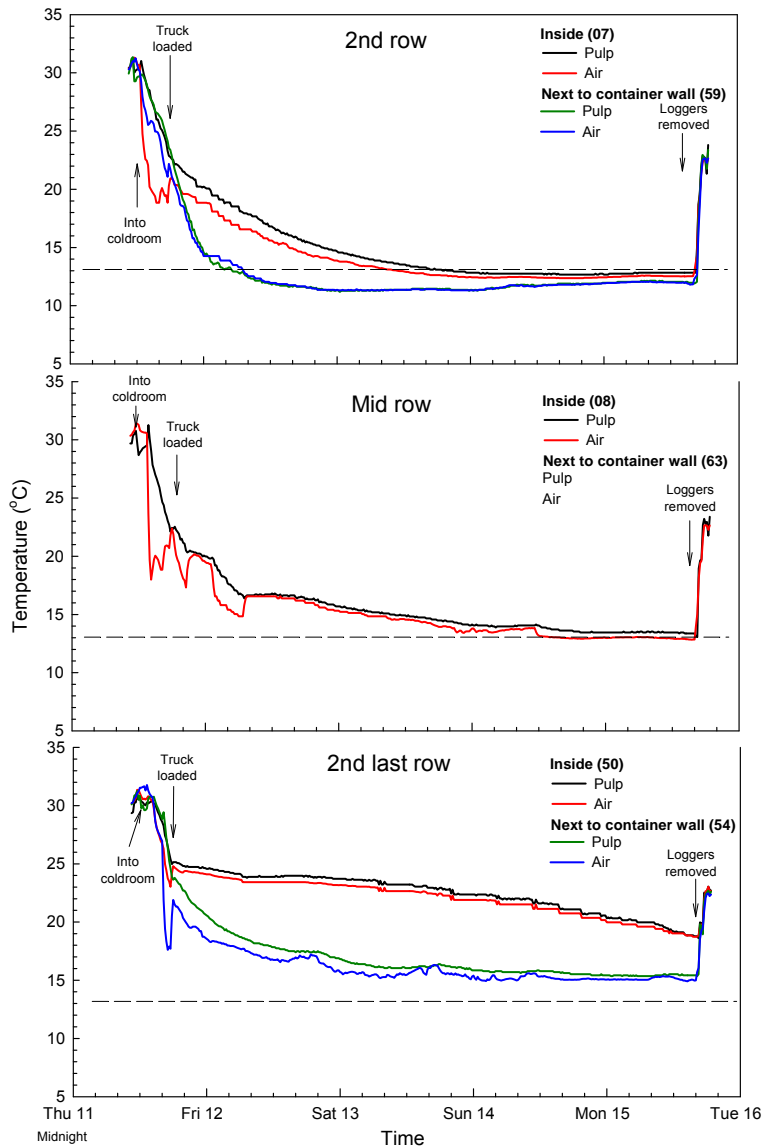 35
30
25
20
15
10
5
Truck
loaded
2nd row
Into
coldroom
Inside (07)
Pulp
Air
Next to container wall (59)
Pulp
Air
Loggers
removed
35
30
25
20
15
10
5
Into
coldroom
Truck
loaded
Mid row
Inside (08)
Pulp
Air
Next to container wall (63)
Pulp
Air
Loggers
removed
Temperature (°C)
35
30
25
20
15
10
5
Truck
loaded
2nd last row
Into
coldroom
Inside (50)
Pulp
Air
Next to container wall (54)
Pulp
Air
Loggers
removed
Thu 11 Fri 12 Sat 13 Sun 14 Mon 15 Tue 16
Midnight
Time